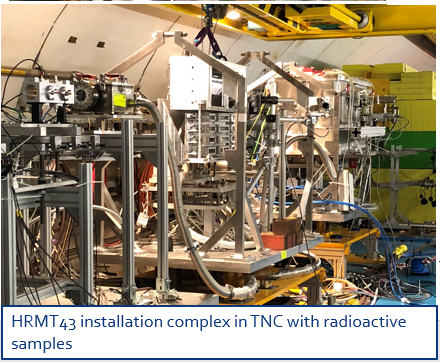 HRMT43 installation complex in TNC with radioactive
samples